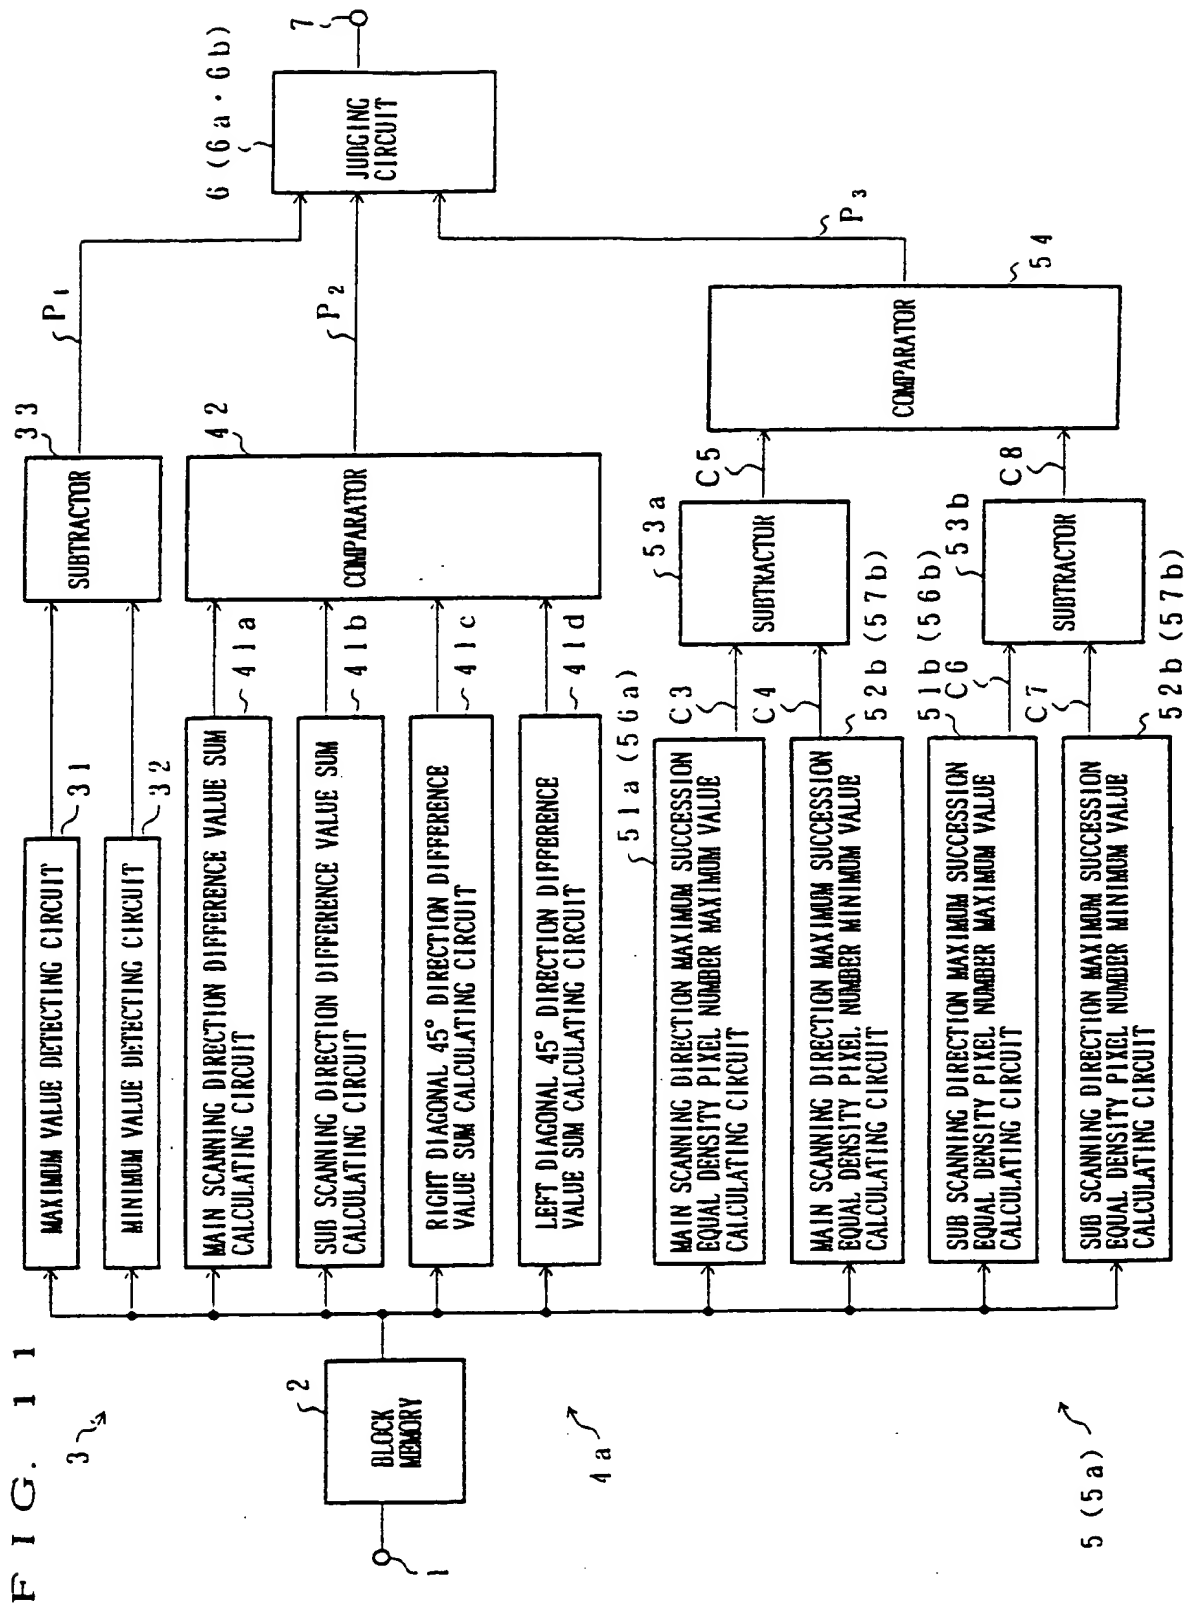 FIG. 11
3
1
BLOCK
MEMORY
2
4a
5 (5a)
MAXIMUM VALUE DETECTING CIRCUIT
31
MINIMUM VALUE DETECTING CIRCUIT
32
MAIN SCANNING DIRECTION DIFFERENCE VALUE SUM
CALCULATING CIRCUIT
41a
SUB SCANNING DIRECTION DIFFERENCE VALUE SUM
CALCULATING CIRCUIT
41b
RIGHT DIAGONAL 45° DIRECTION DIFFERENCE
VALUE SUM CALCULATING CIRCUIT
41c
LEFT DIAGONAL 45° DIRECTION DIFFERENCE
VALUE SUM CALCULATING CIRCUIT
41d
51a (56a)
MAIN SCANNING DIRECTION MAXIMUM SUCCESSION
EQUAL DENSITY PIXEL NUMBER MAXIMUM VALUE
CALCULATING CIRCUIT
C3
MAIN SCANNING DIRECTION MAXIMUM SUCCESSION
EQUAL DENSITY PIXEL NUMBER MINIMUM VALUE
CALCULATING CIRCUIT
C4
52b (57b)
51b (56b)
SUB SCANNING DIRECTION MAXIMUM SUCCESSION
EQUAL DENSITY PIXEL NUMBER MAXIMUM VALUE
CALCULATING CIRCUIT
C6
SUB SCANNING DIRECTION MAXIMUM SUCCESSION
EQUAL DENSITY PIXEL NUMBER MINIMUM VALUE
CALCULATING CIRCUIT
C7
52b (57b)
SUBTRACTOR
33
COMPARATOR
42
SUBTRACTOR
53a
SUBTRACTOR
53b
C5
C8
COMPARATOR
54
P1
P2
P3
JUDGING
CIRCUIT
6 (6a·6b)
7